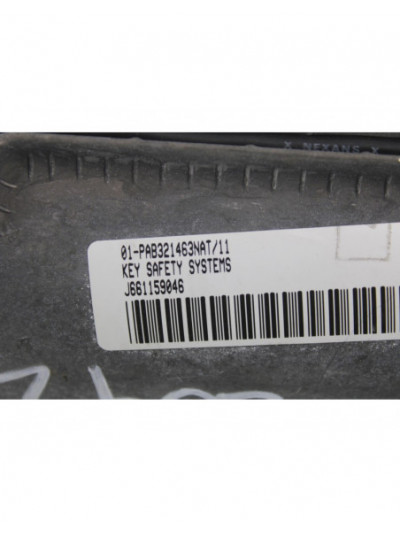 X NEXANS X
01-PAB321463NAT/11
KEY SAFETY SYSTEMS
J661159046